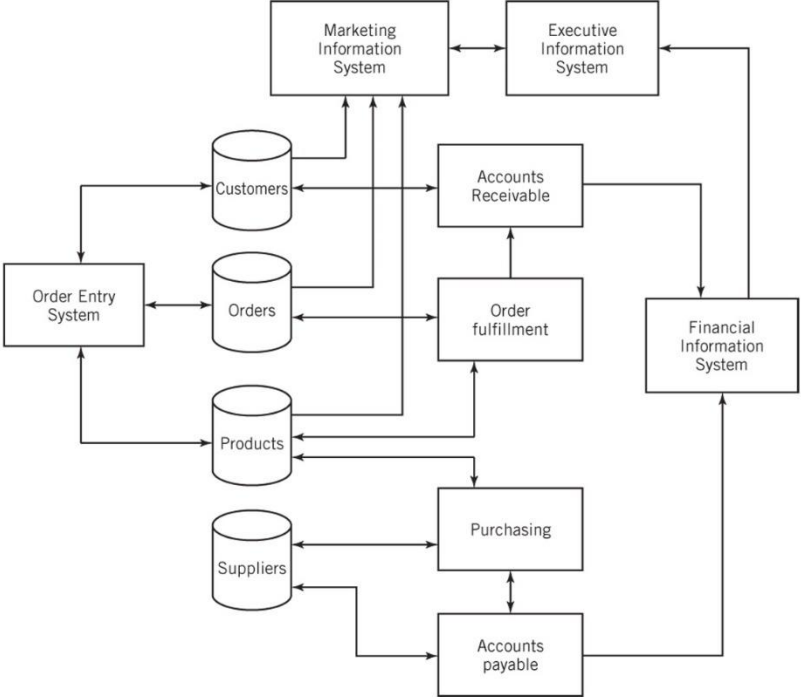 Marketing
Information
System
Executive
Information
System
Customers
Accounts
Receivable
Order Entry
System
Orders
Order
fulfillment
Financial
Information
System
Products
Purchasing
Suppliers
Accounts
payable